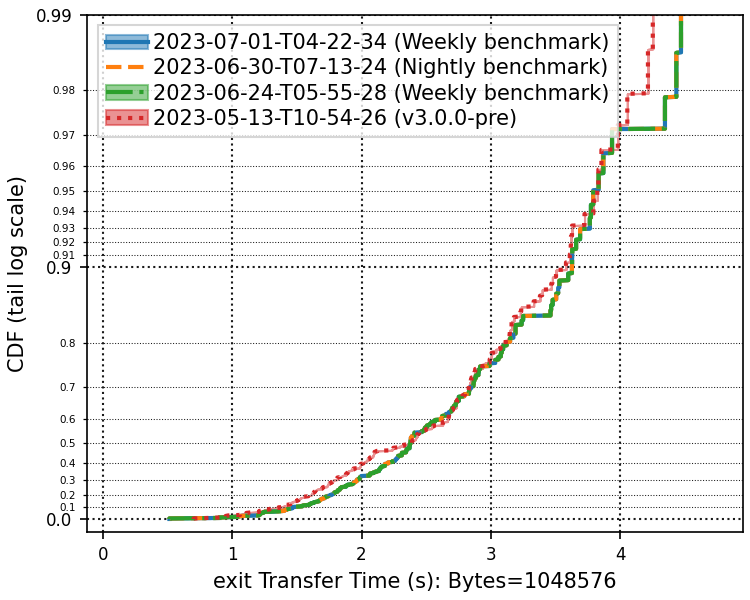 0.99
2023-07-01-T04-22-34 (Weekly benchmark)
2023-06-30-T07-13-24 (Nightly benchmark)
2023-06-24-T05-55-28 (Weekly benchmark)
2023-05-13-T10-54-26 (v3.0.0-pre)
0.98
0.97
0.96
0.95
0.94
0.93
0.92
0.91
0.9
0.8
0.7
0.6
0.5
0.4
0.3
0.2
0.1
0.0
CDF (tail log scale)
0 1 2 3 4
exit Transfer Time (s): Bytes=1048576